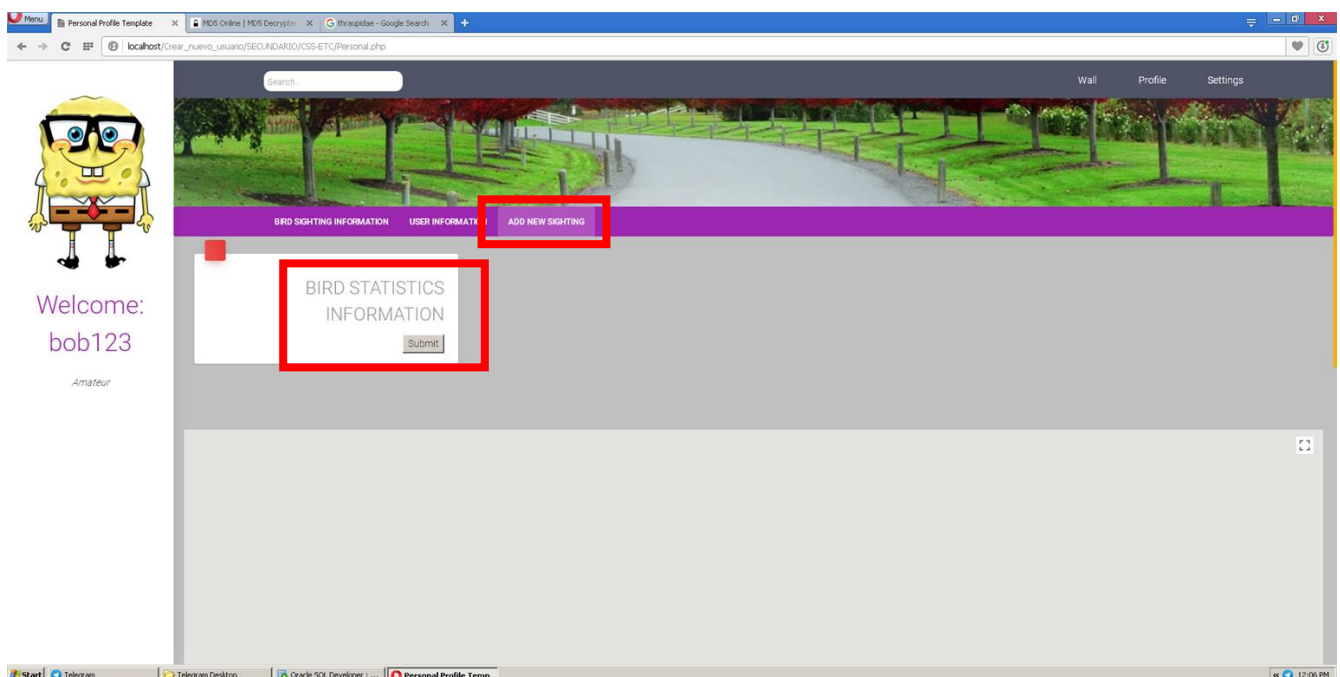 Menu
Personal Profile Template
MD5 Online | MD5 Decrypter
thraupidae - Google Search
localhost/Crear_nuevo_usuario/SECUNDARIO/CSS-ETC/Personal.php
Search..
Wall Profile Settings
BIRD SIGHTING INFORMATION USER INFORMATION ADD NEW SIGHTING
BIRD STATISTICS
INFORMATION
Submit
Welcome:
bob123
Amateur
Start Telegram Telegram Desktop Oracle SQL Developer : ... Personal Profile Temp... 12:06 PM